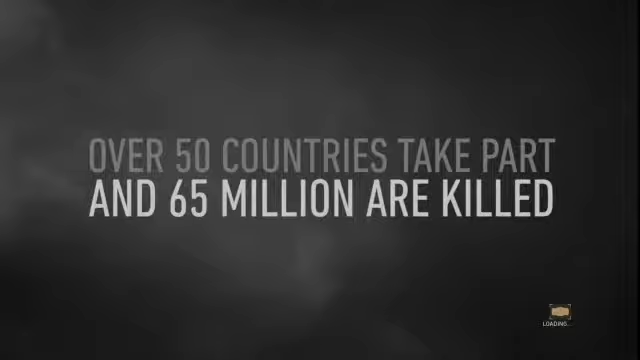 OVER 50 COUNTRIES TAKE PART
AND 65 MILLION ARE KILLED
LOADING...